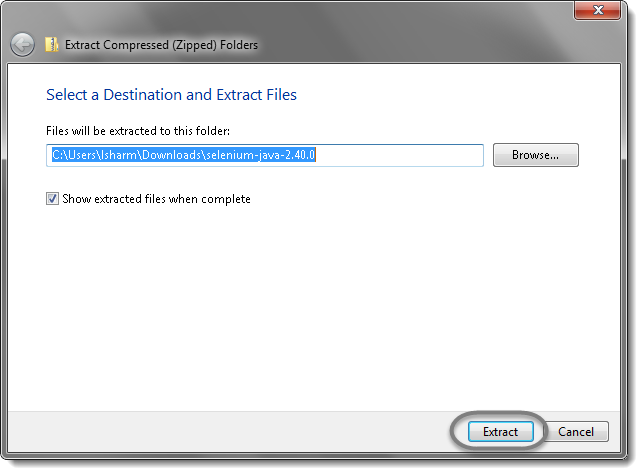 Extract Compressed (Zipped) Folders
Select a Destination and Extract Files
Files will be extracted to this folder:
C:\Users\lsharm\Downloads\selenium-java-2.40.0
Browse...
Show extracted files when complete
Extract
Cancel